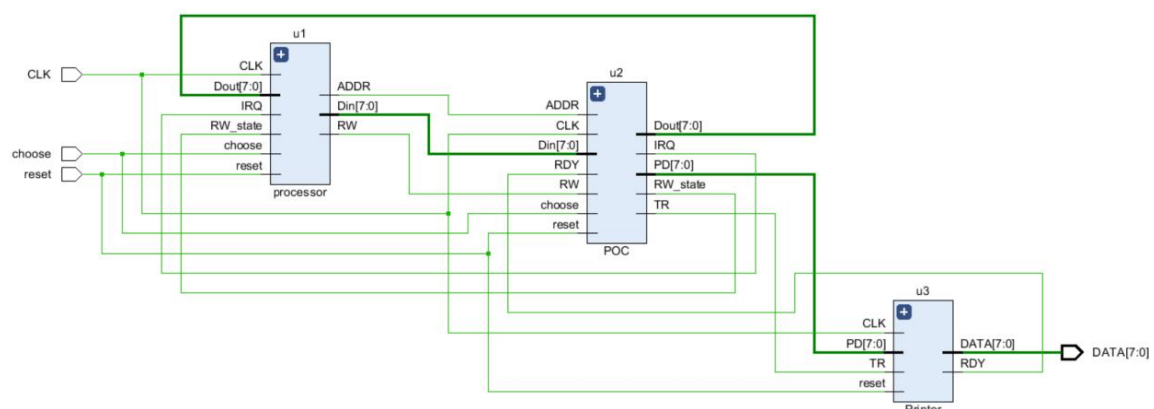 u1
CLK
CLK
Dout[7:0]
ADDR
IRQ
Din[7:0]
RW_state
RW
choose
choose
reset
reset
processor
u2
ADDR
CLK
Dout[7:0]
Din[7:0]
IRQ
RDY
PD[7:0]
RW
RW_state
choose
TR
reset
POC
u3
CLK
PD[7:0]
DATA[7:0]
DATA[7:0]
TR
RDY
reset
Printer